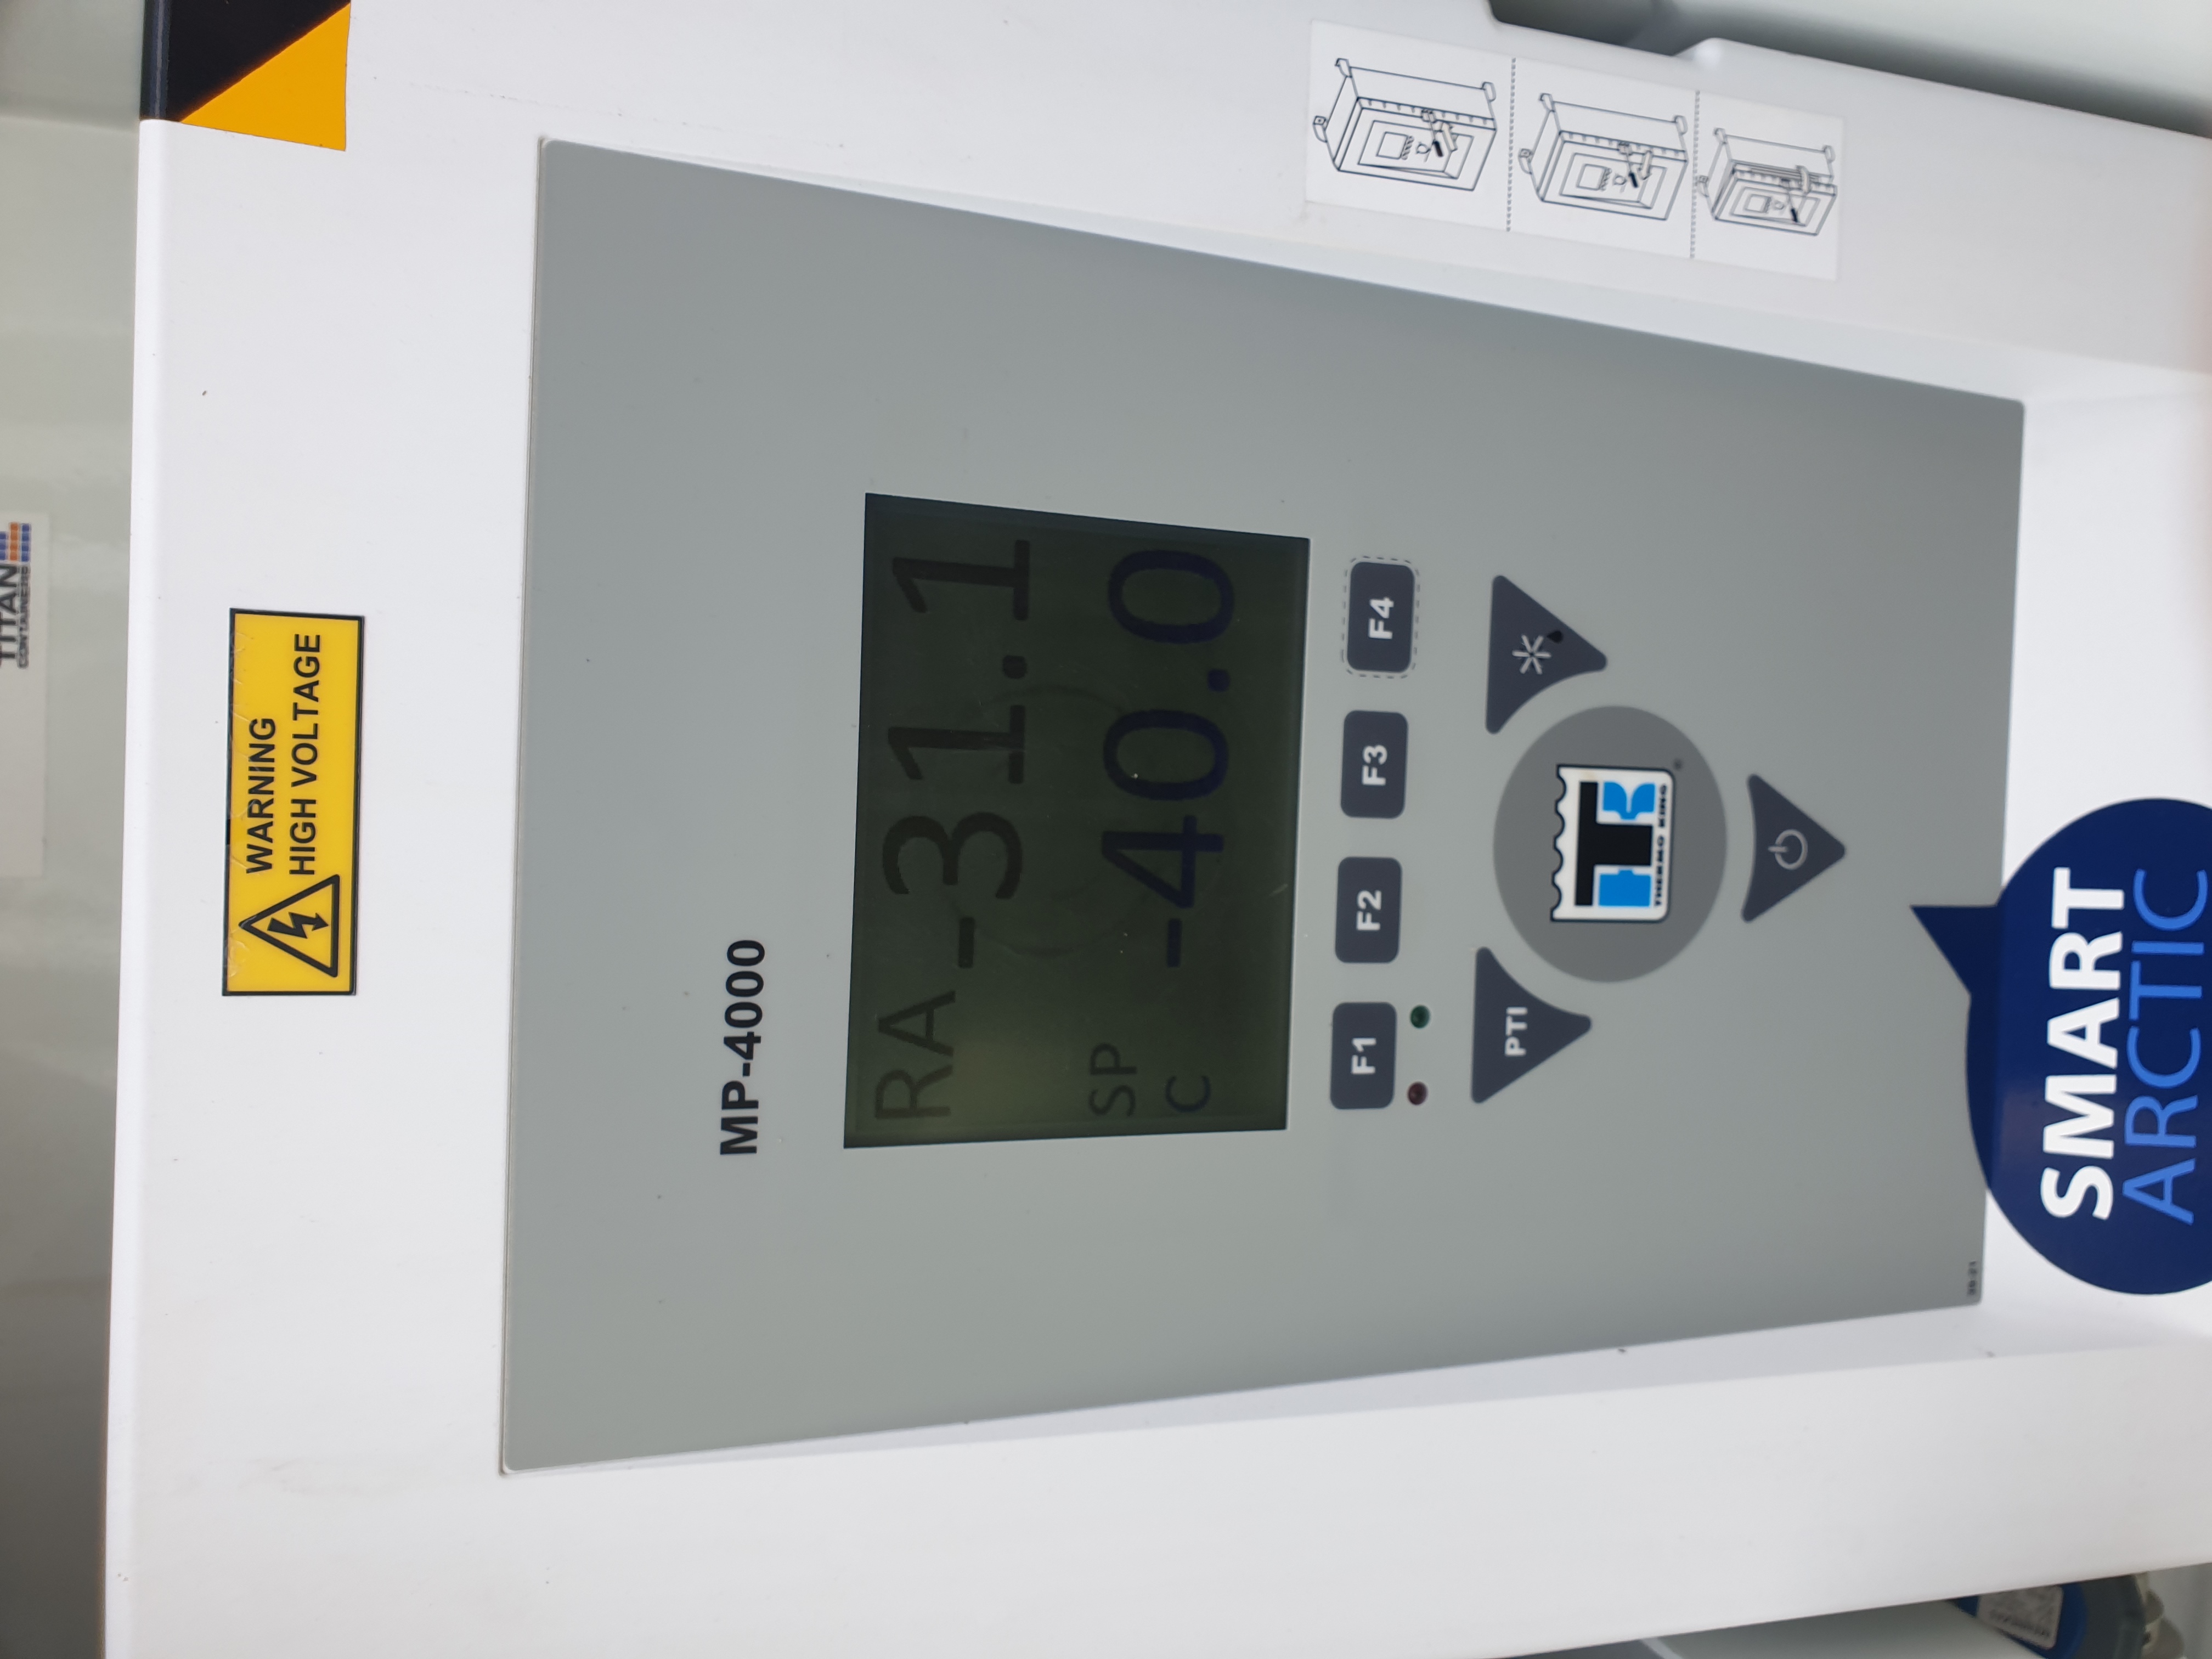 TITAN
CONTAINERS
WARNING
HIGH VOLTAGE
MP-4000
RA -31.1
SP
C -40.0
F1 F2 F3 F4
PTI
THERMO KING
®
SMART
ARCTIC